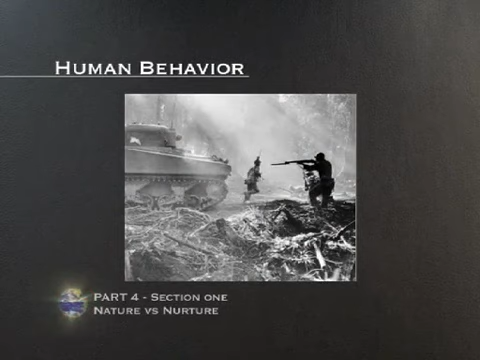 HUMAN BEHAVIOR
PART 4 - SECTION ONE
NATURE VS NURTURE